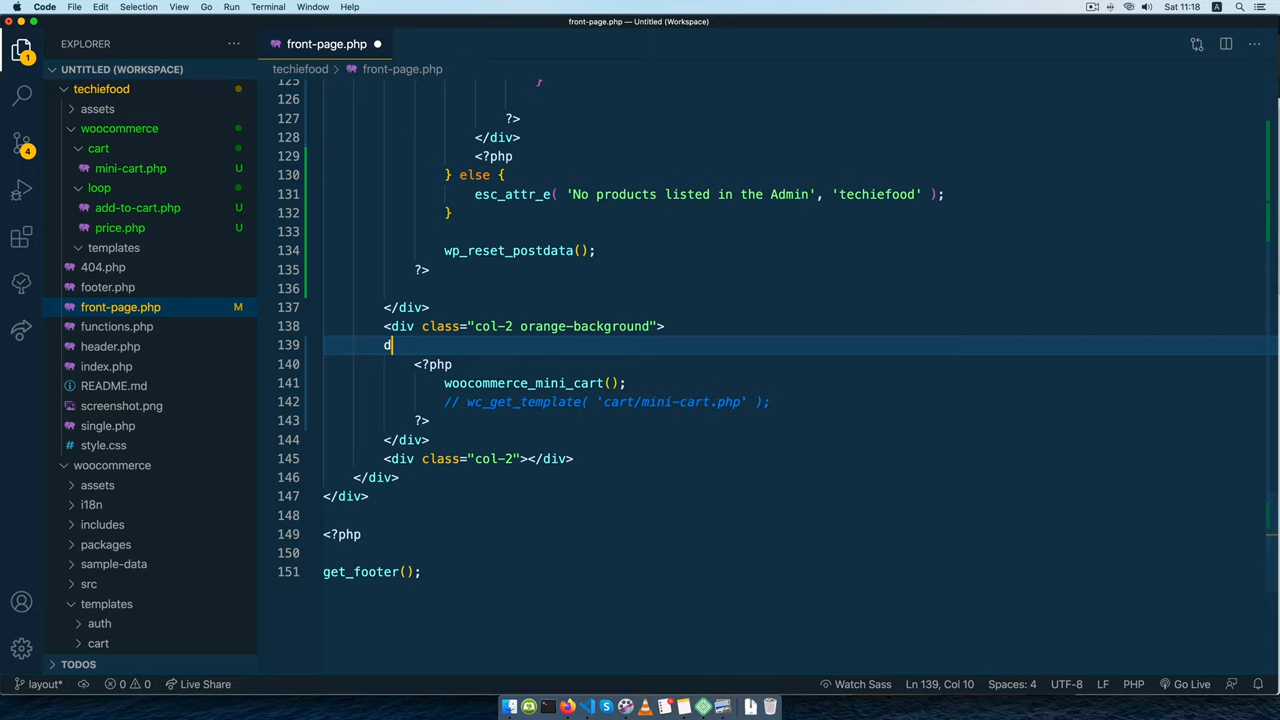 Code File Edit Selection View Go Run Terminal Window Help Sat 11:18
front-page.php — Untitled (Workspace)
EXPLORER
UNTITLED (WORKSPACE)
techiefood
assets
woocommerce
cart
mini-cart.php U
loop
add-to-cart.php U
price.php U
templates
404.php
footer.php
front-page.php M
functions.php
header.php
index.php
README.md
screenshot.png
single.php
style.css
woocommerce
assets
i18n
includes
packages
sample-data
src
templates
auth
cart
TODOS
1
4
front-page.php
techiefood > front-page.php
125 }
126
127 ?>
128 </div>
129 <?php
130 } else {
131 esc_attr_e( 'No products listed in the Admin', 'techiefood' );
132 }
133
134 wp_reset_postdata();
135 ?>
136
137 </div>
138 <div class="col-2 orange-background">
139 d
140 <?php
141 woocommerce_mini_cart();
142 // wc_get_template( 'cart/mini-cart.php' );
143 ?>
144 </div>
145 <div class="col-2"></div>
146 </div>
147 </div>
148
149 <?php
150
151 get_footer();
layout* 0 0 Live Share Watch Sass Ln 139, Col 10 Spaces: 4 UTF-8 LF PHP Go Live